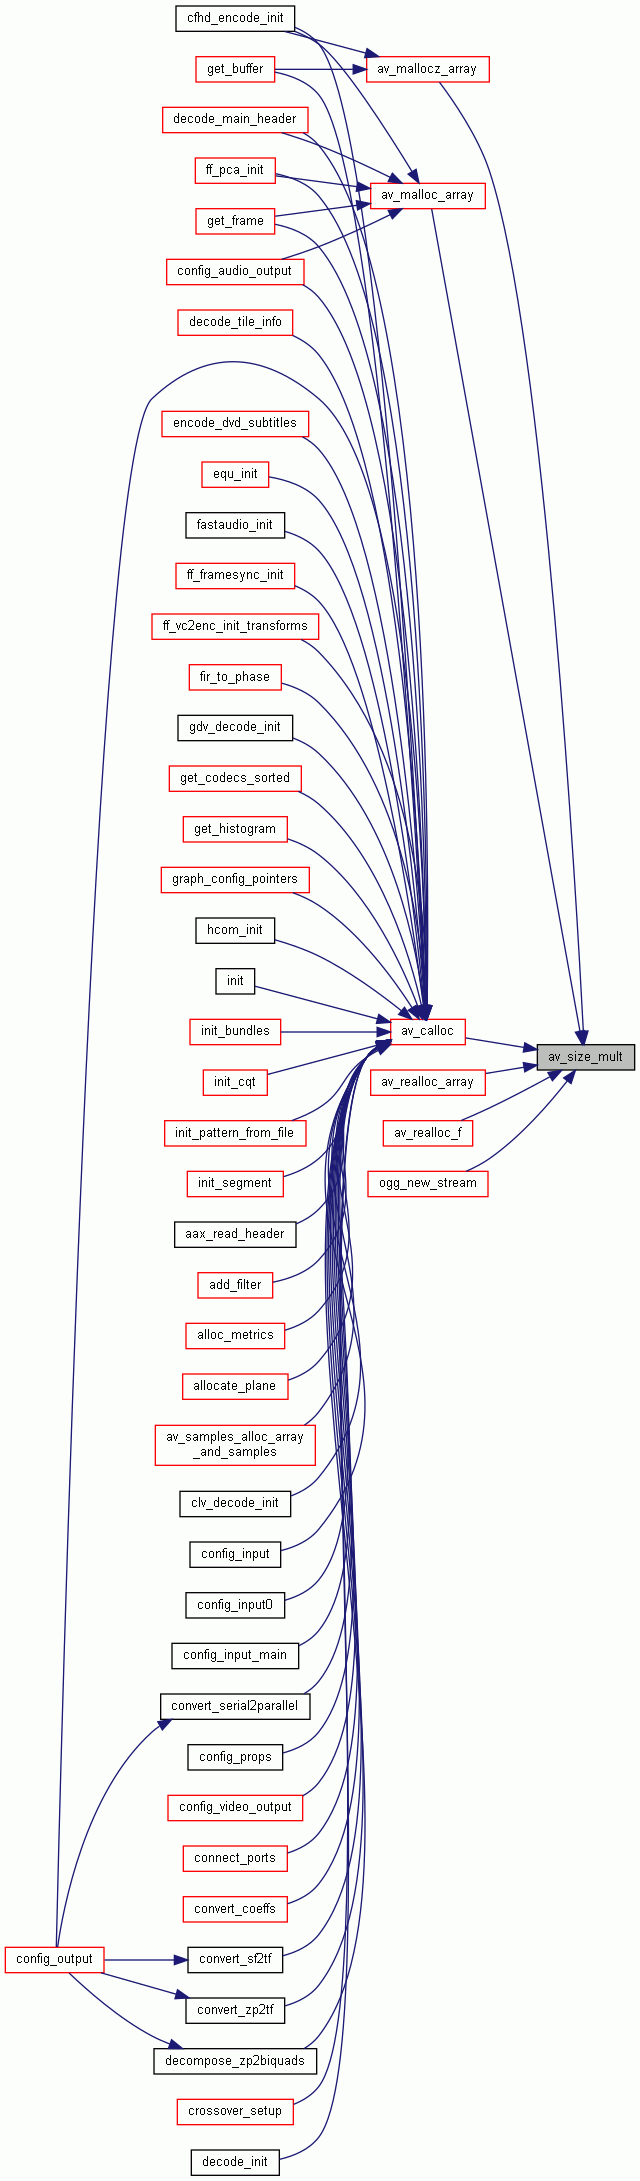 cfhd_encode_init
get_buffer
av_mallocz_array
decode_main_header
ff_pca_init
av_malloc_array
get_frame
config_audio_output
decode_tile_info
encode_dvd_subtitles
equ_init
fastaudio_init
ff_framesync_init
ff_vc2enc_init_transforms
fir_to_phase
gdv_decode_init
get_codecs_sorted
get_histogram
graph_config_pointers
hcom_init
init
init_bundles
av_calloc
av_size_mult
init_cqt
av_realloc_array
init_pattern_from_file
av_realloc_f
init_segment
ogg_new_stream
aax_read_header
add_filter
alloc_metrics
allocate_plane
av_samples_alloc_array
_and_samples
clv_decode_init
config_input
config_input0
config_input_main
convert_serial2parallel
config_props
config_video_output
connect_ports
convert_coeffs
config_output
convert_sf2tf
convert_zp2tf
decompose_zp2biquads
crossover_setup
decode_init